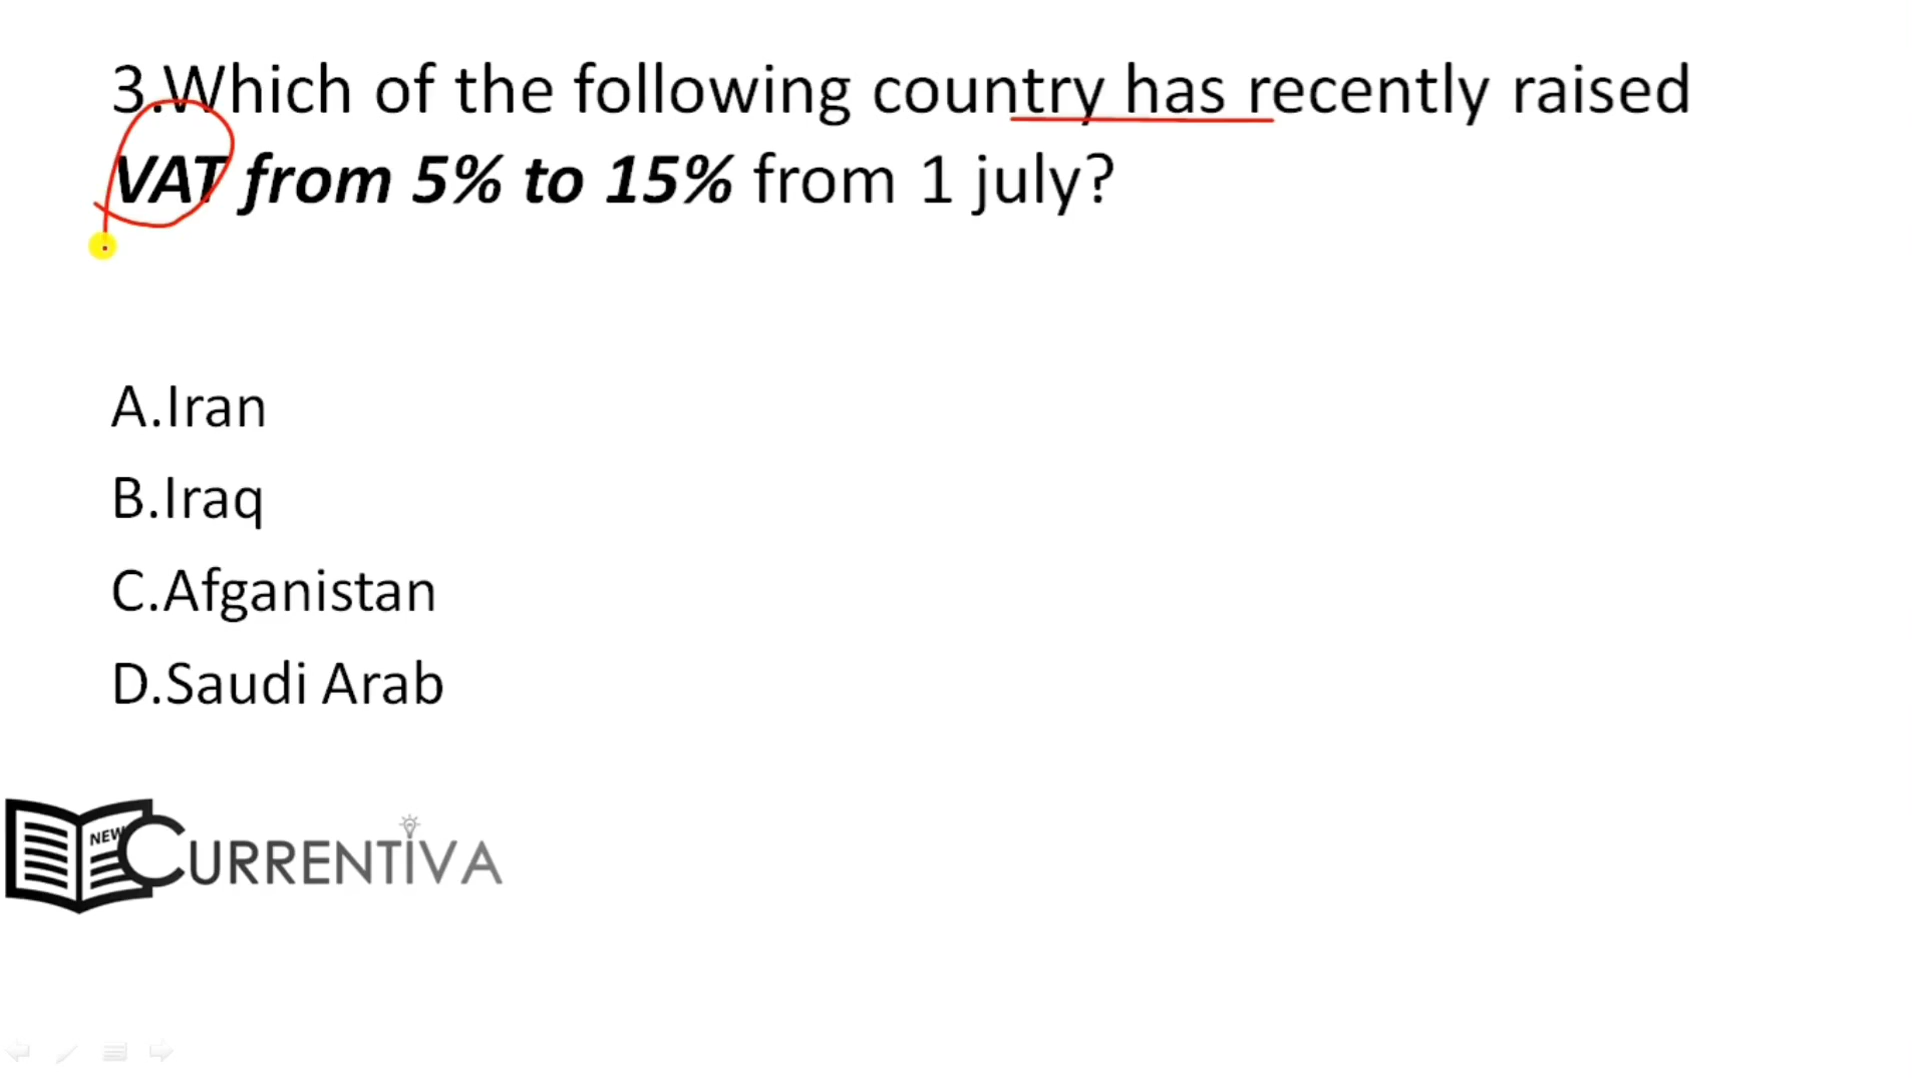 3.Which of the following country has recently raised
VAT from 5% to 15% from 1 july?
A.Iran
B.Iraq
C.Afganistan
D.Saudi Arab
NEW
CURRENTiVA